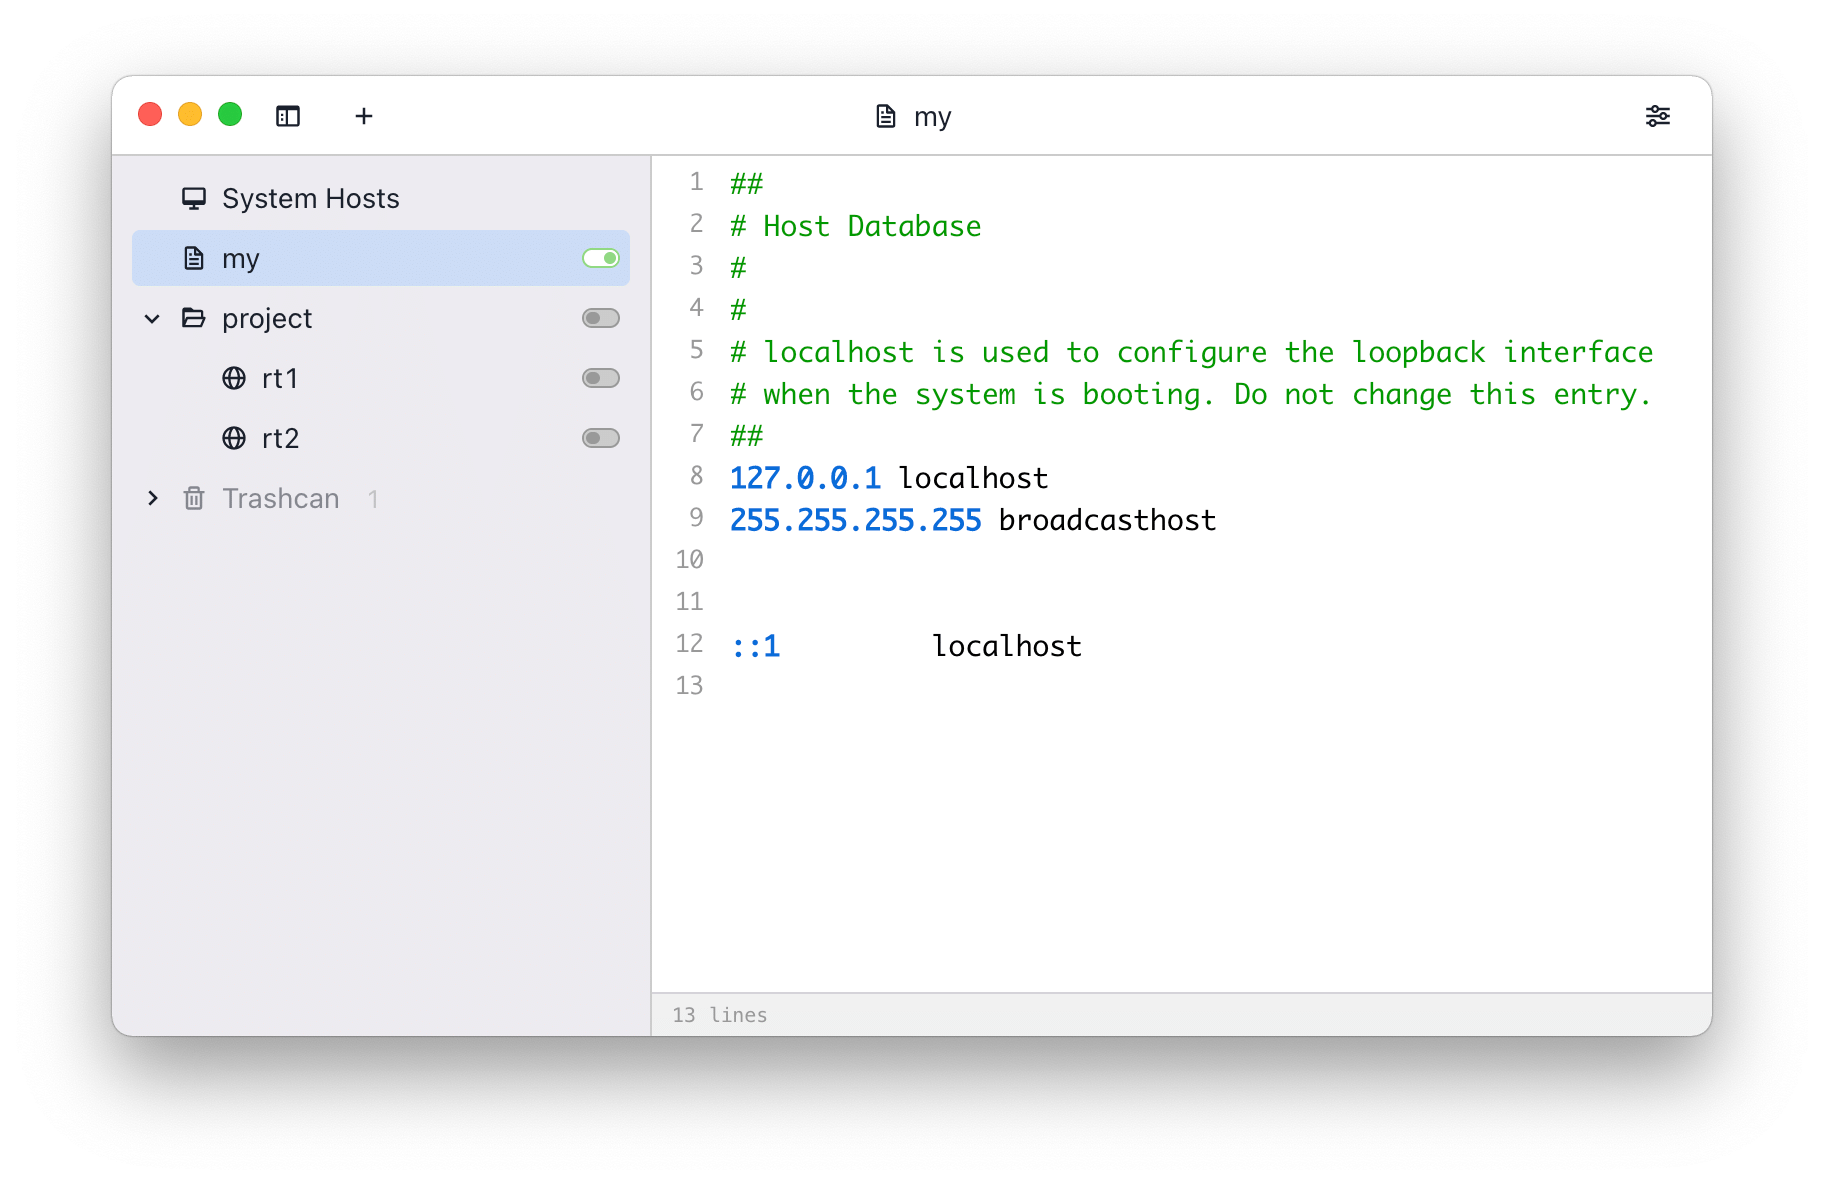 my
System Hosts
my
project
rt1
rt2
Trashcan 1
1 ##
2 # Host Database
3 #
4 #
5 # localhost is used to configure the loopback interface
6 # when the system is booting. Do not change this entry.
7 ##
8 127.0.0.1 localhost
9 255.255.255.255 broadcasthost
10
11
12 ::1         localhost
13
13 lines